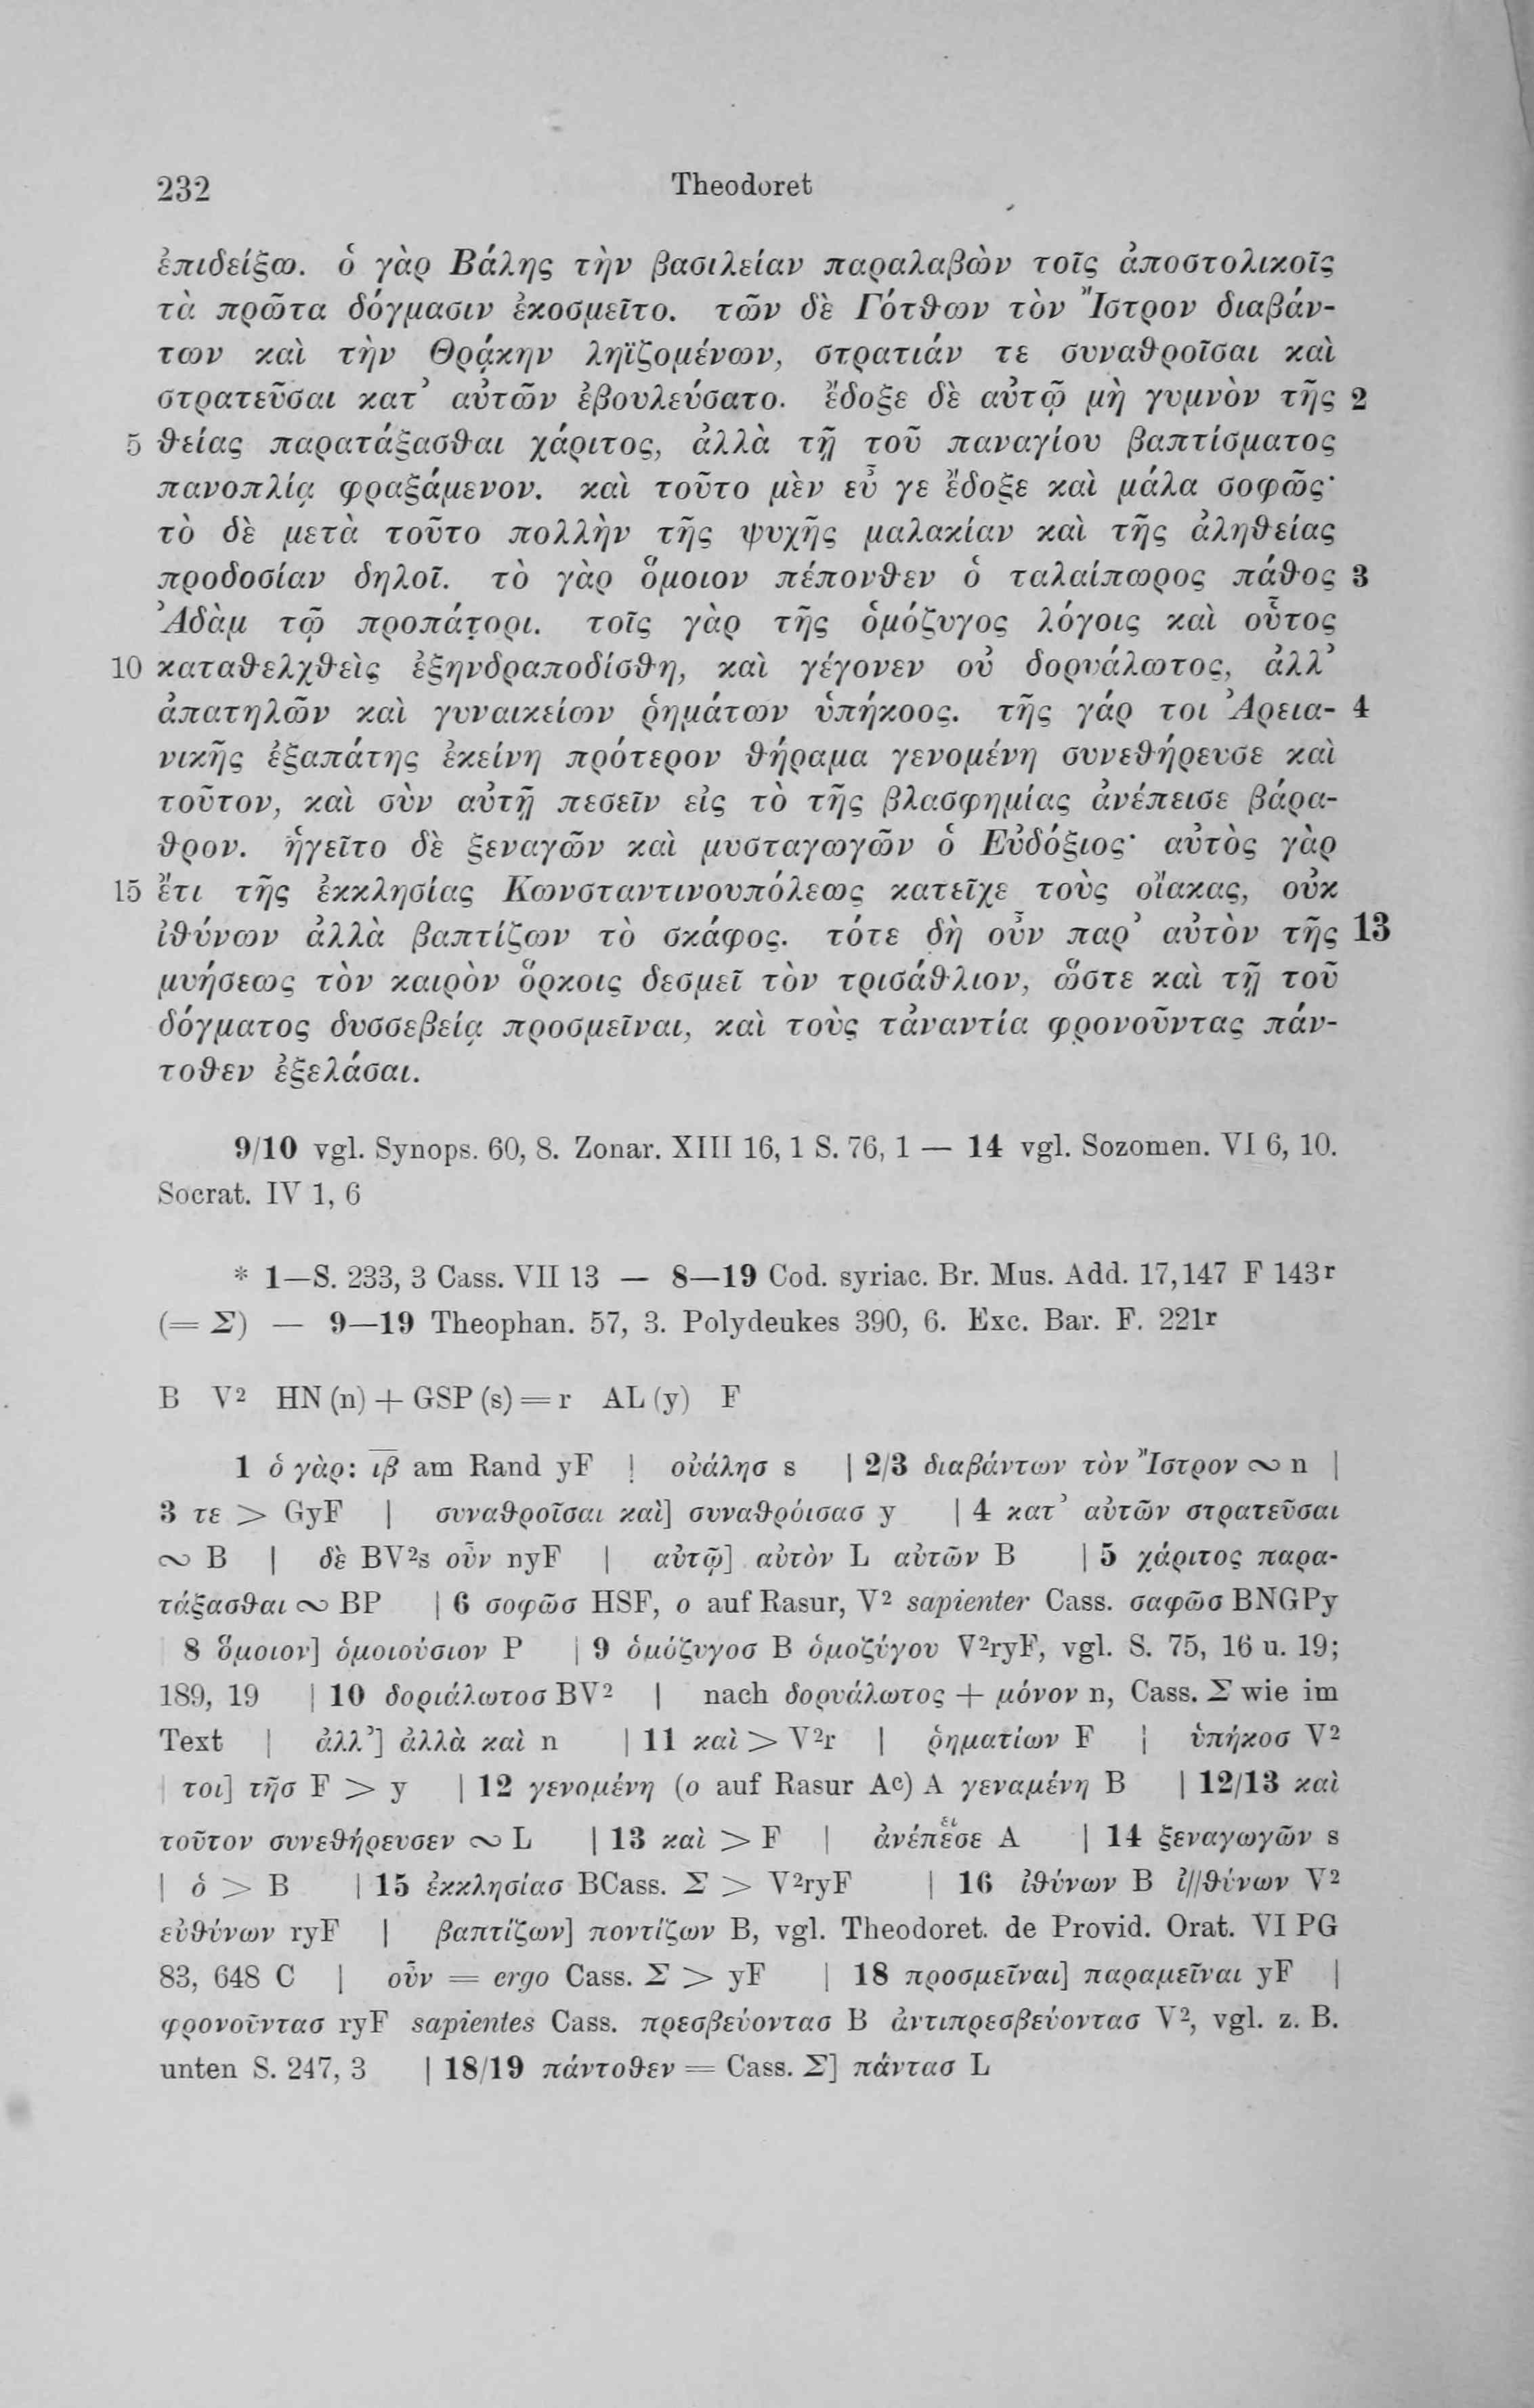 232 Theodoret
ἐπιδείξω. ὁ γὰρ Βάλης τὴν βασιλείαν παραλαβὼν τοῖς ἀποστολικοῖς
τὰ πρῶτα δόγμασιν ἐκοσμεῖτο. τῶν δὲ Γότθων τὸν Ἴστρον διαβάν-
των καὶ τὴν Θρᾴκην ληϊζομένων, στρατιάν τε συναθροῖσαι καὶ
στρατεῦσαι κατ’ αὐτῶν ἐβουλεύσατο. ἔδοξε δὲ αὐτῷ μὴ γυμνὸν τῆς 2
5 θείας παρατάξασθαι χάριτος, ἀλλὰ τῇ τοῦ παναγίου βαπτίσματος
πανοπλίᾳ φραξάμενον. καὶ τοῦτο μὲν εὖ γε ἔδοξε καὶ μάλα σοφῶς·
τὸ δὲ μετὰ τοῦτο πολλὴν τῆς ψυχῆς μαλακίαν καὶ τῆς ἀληθείας
προδοσίαν δηλοῖ. τὸ γὰρ ὅμοιον πέπονθεν ὁ ταλαίπωρος πάθος 3
Ἀδὰμ τῷ προπάτορι. τοῖς γὰρ τῆς ὁμόζυγος λόγοις καὶ οὗτος
10 καταθελχθεὶς ἐξηνδραποδίσθη, καὶ γέγονεν οὐ δορυάλωτος, ἀλλ’
ἀπατηλῶν καὶ γυναικείων ῥημάτων ὑπήκοος. τῆς γάρ τοι Ἀρεια- 4
νικῆς ἐξαπάτης ἐκείνη πρότερον θήραμα γενομένη συνεθήρευσε καὶ
τοῦτον, καὶ σὺν αὐτῇ πεσεῖν εἰς τὸ τῆς βλασφημίας ἀνέπεισε βάρα-
θρον. ἡγεῖτο δὲ ξεναγῶν καὶ μυσταγωγῶν ὁ Εὐδόξιος· αὐτὸς γὰρ
15 ἔτι τῆς ἐκκλησίας Κωνσταντινουπόλεως κατεῖχε τοὺς οἴακας, οὐκ
ἰθύνων ἀλλὰ βαπτίζων τὸ σκάφος. τότε δὴ οὖν παρ’ αὐτὸν τῆς 13
μυήσεως τὸν καιρὸν ὅρκοις δεσμεῖ τὸν τρισάθλιον, ὥστε καὶ τῇ τοῦ
δόγματος δυσσεβείᾳ προσμεῖναι, καὶ τοὺς τἀναντία φρονοῦντας πάν-
τοθεν ἐξελάσαι.
9/10 vgl. Synops. 60, 8. Zonar. XIII 16, 1 S. 76, 1 — 14 vgl. Sozomen. VI 6, 10.
Socrat. IV 1, 6
* 1—S. 233, 3 Cass. VII 13 — 8—19 Cod. syriac. Br. Mus. Add. 17,147 F 143r
(= Σ) — 9—19 Theophan. 57, 3. Polydeukes 390, 6. Exc. Bar. F. 221r
B V2 HN (n) + GSP (s) = r AL (y) F
1 ὁ γὰρ: ιβ am Rand yF | οὐάλησ s | 2/3 διαβάντων τὸν Ἴστρον ∾ n |
3 τε > GyF | συναθροῖσαι καὶ] συναθρόισασ y | 4 κατ’ αὐτῶν στρατεῦσαι
∾ B | δὲ BV2s οὖν nyF | αὐτῷ] αὐτὸν L αὐτῶν B | 5 χάριτος παρα-
τάξασθαι ∾ BP | 6 σοφῶσ HSF, ο auf Rasur, V2 sapienter Cass. σαφῶσ BNGPy
8 ὅμοιον] ὁμοιούσιον P | 9 ὁμόζυγοσ B ὁμοζύγου V2ryF, vgl. S. 75, 16 u. 19;
189, 19 | 10 δοριάλωτοσ BV2 | nach δορυάλωτος + μόνον n, Cass. Σ wie im
Text | ἀλλ’] ἀλλὰ καὶ n | 11 καὶ > V2r | ῥηματίων F | ὑπήκοσ V2
| τοι] τῆσ F > y | 12 γενομένη (ο auf Rasur Ac) A γεναμένη B | 12/13 καὶ
τοῦτον συνεθήρευσεν ∾ L | 13 καὶ > F | ἀνέπεσε A | 14 ξεναγωγῶν s
| ὁ > B | 15 ἐκκλησίασ BCass. Σ > V2ryF | 16 ἰθύνων B ἰ//θύνων V2
εὐθύνων ryF | βαπτίζων] ποντίζων B, vgl. Theodoret. de Provid. Orat. VI PG
83, 648 C | οὖν = ergo Cass. Σ > yF | 18 προσμεῖναι] παραμεῖναι yF |
φρονοῦντασ ryF sapientes Cass. πρεσβεύοντασ B ἀντιπρεσβεύοντασ V2, vgl. z. B.
unten S. 247, 3 | 18/19 πάντοθεν = Cass. Σ] πάντασ L